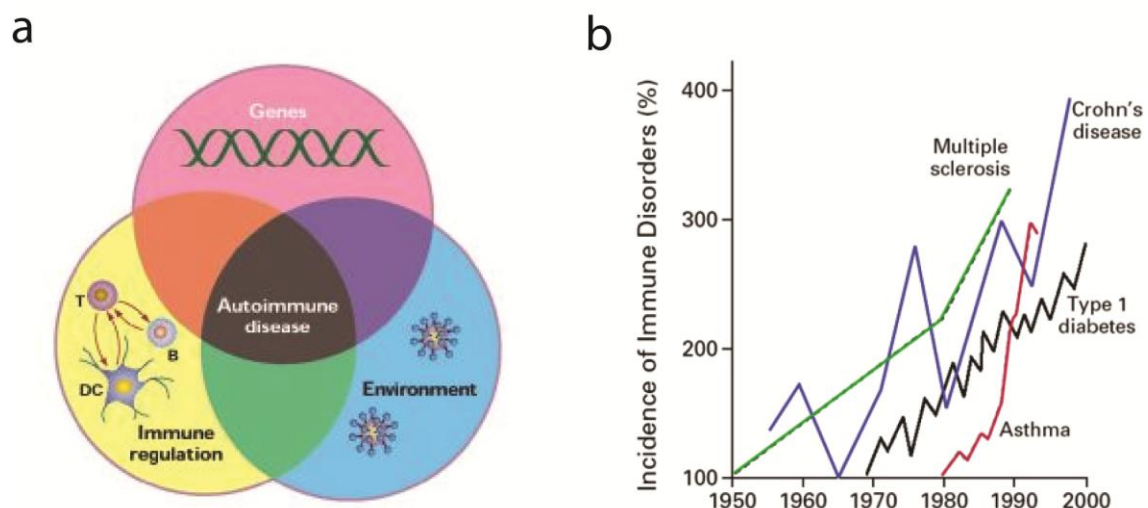 a
Genes
Autoimmune
disease
T
B
DC
Immune
regulation
Environment
b
Incidence of Immune Disorders (%)
400
300
200
100
1950
1960
1970
1980
1990
2000
Multiple
sclerosis
Crohn's
disease
Type 1
diabetes
Asthma